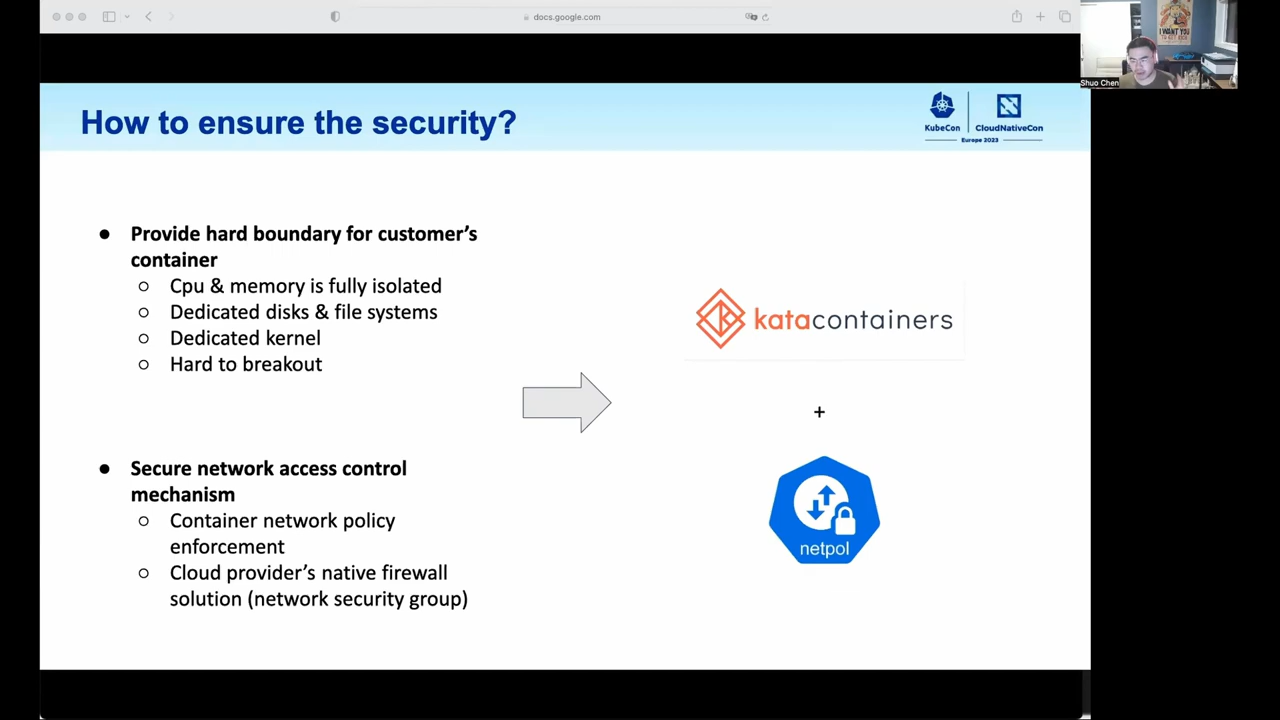 docs.google.com
I WANT YOU
Shuo Chen
How to ensure the security?
KubeCon
CloudNativeCon
Europe 2023
● Provide hard boundary for customer's
container
○ Cpu & memory is fully isolated
○ Dedicated disks & file systems
○ Dedicated kernel
○ Hard to breakout
katacontainers
+
● Secure network access control
mechanism
○ Container network policy
enforcement
○ Cloud provider's native firewall
solution (network security group)
netpol